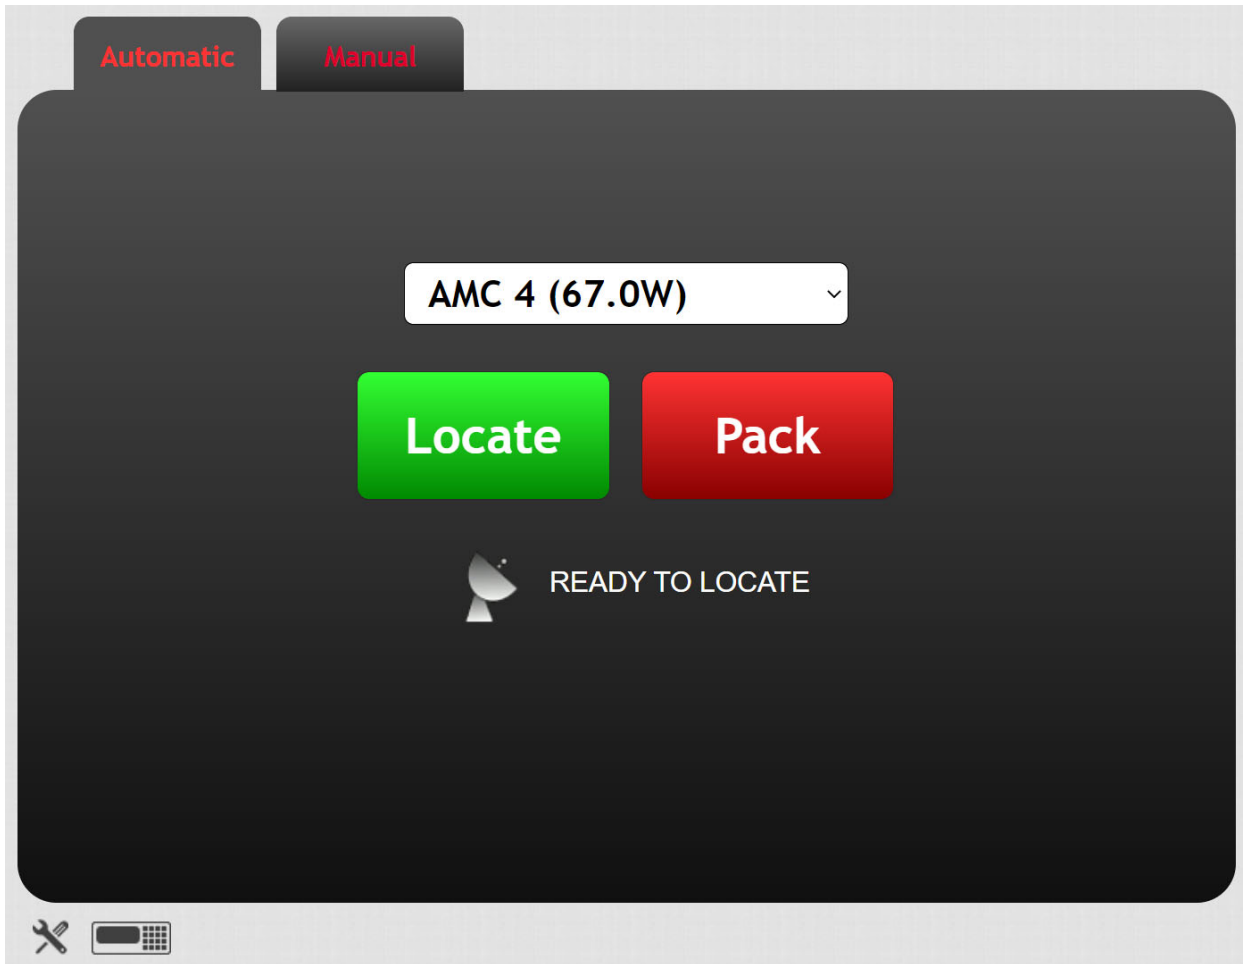 Automatic
Manual
AMC 4 (67.0W)
Locate
Pack
READY TO LOCATE